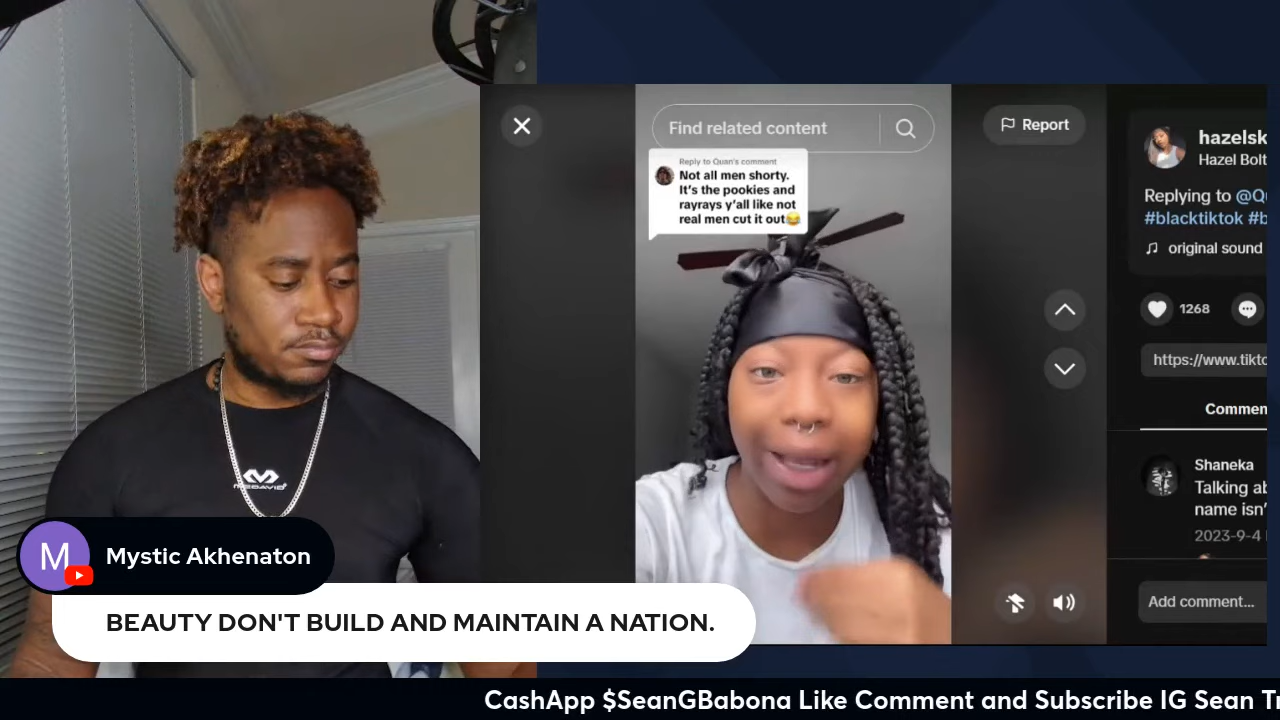 Find related content
Report
Reply to Quan's comment
Not all men shorty.
It's the pookies and
rayrays y'all like not
real men cut it out😂
hazelsk
Hazel Bolt
Replying to @Qu
#blacktiktok #b
original sound
1268
https://www.tikto
Commen
Shaneka
Talking ab
name isn'
2023-9-4
Add comment...
M
Mystic Akhenaton
BEAUTY DON'T BUILD AND MAINTAIN A NATION.
CashApp $SeanGBabona Like Comment and Subscribe IG Sean Tr